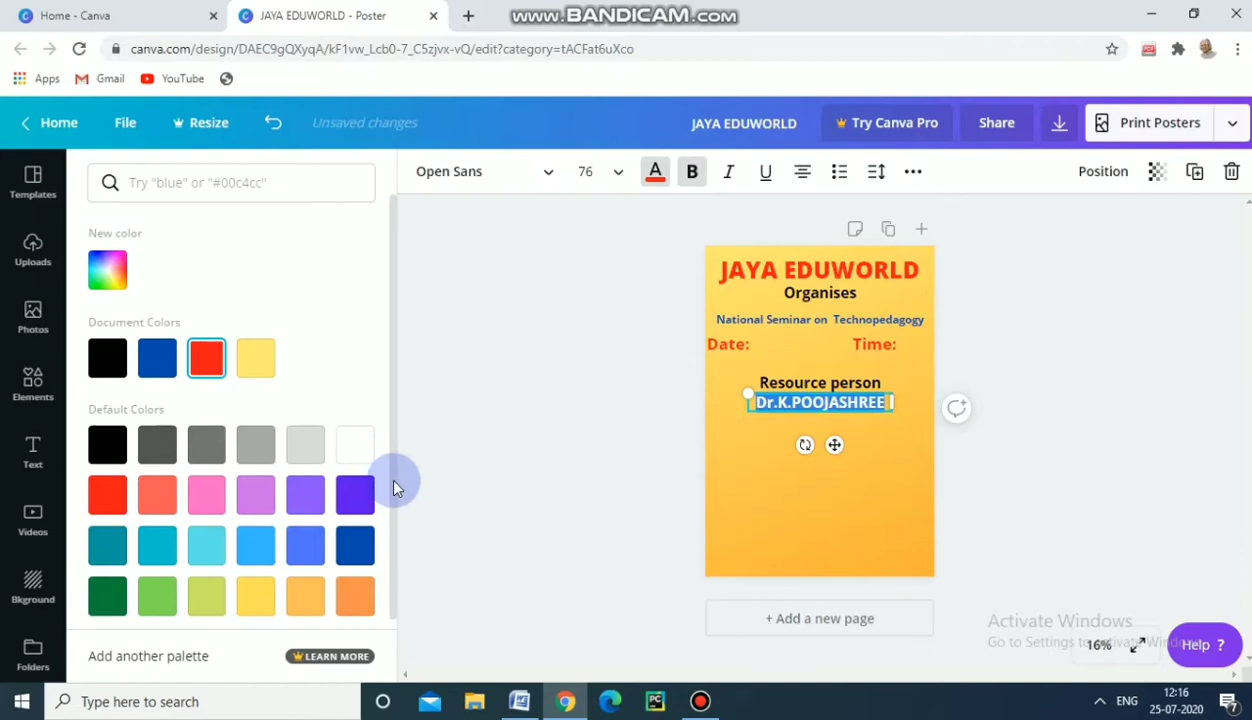 Home - Canva
JAYA EDUWORLD - Poster
www.BANDICAM.com
canva.com/design/DAEC9gQXyqA/kF1vw_Lcb0-7_C5zjvx-vQ/edit?category=tACFat6uXco
Apps
Gmail
YouTube
Home
File
Resize
Unsaved changes
JAYA EDUWORLD
Try Canva Pro
Share
Print Posters
Templates
Uploads
Photos
Elements
Text
Videos
Bkground
Folders
Try "blue" or "#00c4cc"
New color
Document Colors
Default Colors
Add another palette
LEARN MORE
Open Sans
76
A
B
I
U
Position
JAYA EDUWORLD
Organises
National Seminar on Technopedagogy
Date: Time:
Resource person
Dr.K.POOJASHREE
+ Add a new page
Activate Windows
Go to Settings to activate Windows.
16%
Help ?
Type here to search
ENG
12:16
25-07-2020
7